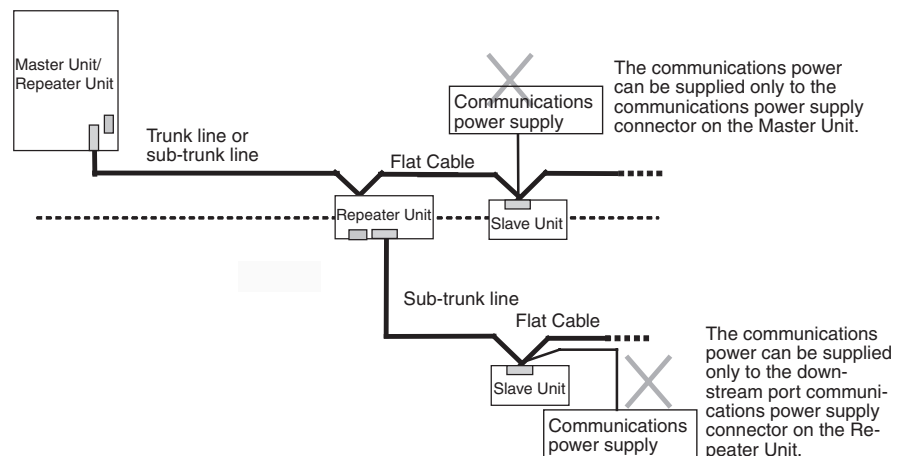 Master Unit/
Repeater Unit
Communications
power supply
The communications power
can be supplied only to the
communications power supply
connector on the Master Unit.
Trunk line or
sub-trunk line
Flat Cable
Repeater Unit
Slave Unit
Sub-trunk line
Flat Cable
Slave Unit
Communications
power supply
The communications
power can be supplied
only to the down-
stream port communi-
cations power supply
connector on the Re-
peater Unit.